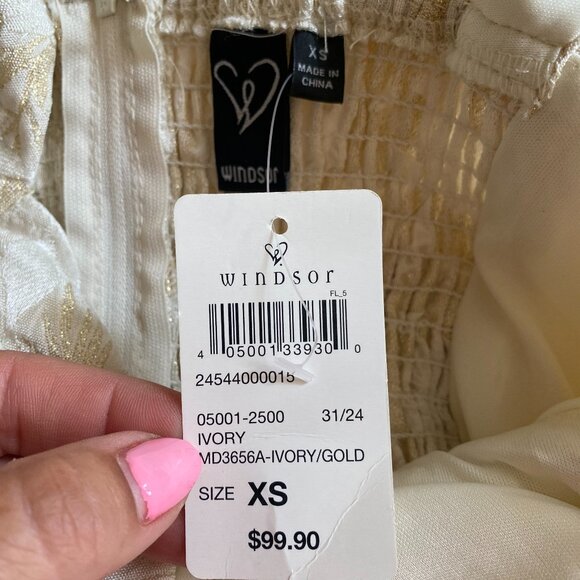 WINDSOR
XS
MADE IN
CHINA
WINDSOR
FL_5
4 05001 33930 0
24544000015
05001-2500 31/24
IVORY
MD3656A-IVORY/GOLD
SIZE XS
$99.90